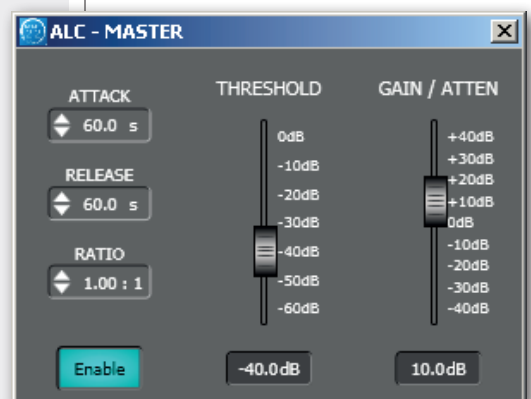 ALC - MASTER
ATTACK
60.0 s
RELEASE
60.0 s
RATIO
1.00 : 1
Enable
THRESHOLD
0dB
-10dB
-20dB
-30dB
-40dB
-50dB
-60dB
-40.0dB
GAIN / ATTEN
+40dB
+30dB
+20dB
+10dB
0dB
-10dB
-20dB
-30dB
-40dB
10.0dB